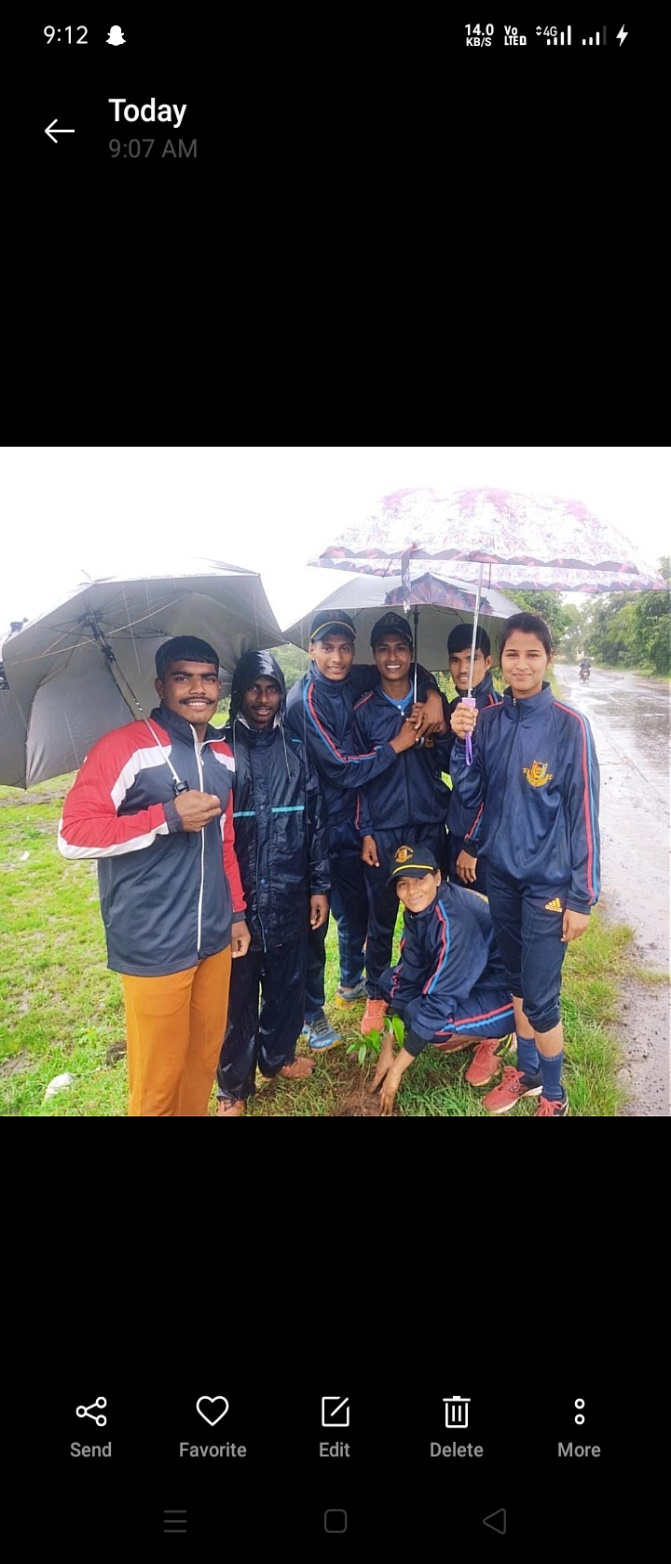 9:12
14.0
KB/S
Vo
LTE
4G
Today
9:07 AM
Send
Favorite
Edit
Delete
More